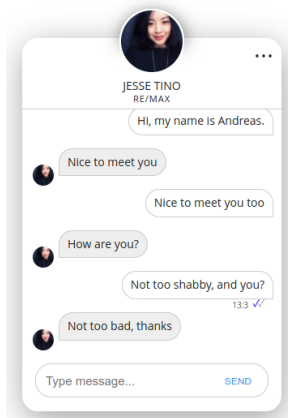 JESSE TINO
RE/MAX
Hi, my name is Andreas.
Nice to meet you
Nice to meet you too
How are you?
Not too shabby, and you?
13:3
Not too bad, thanks
Type message...
SEND